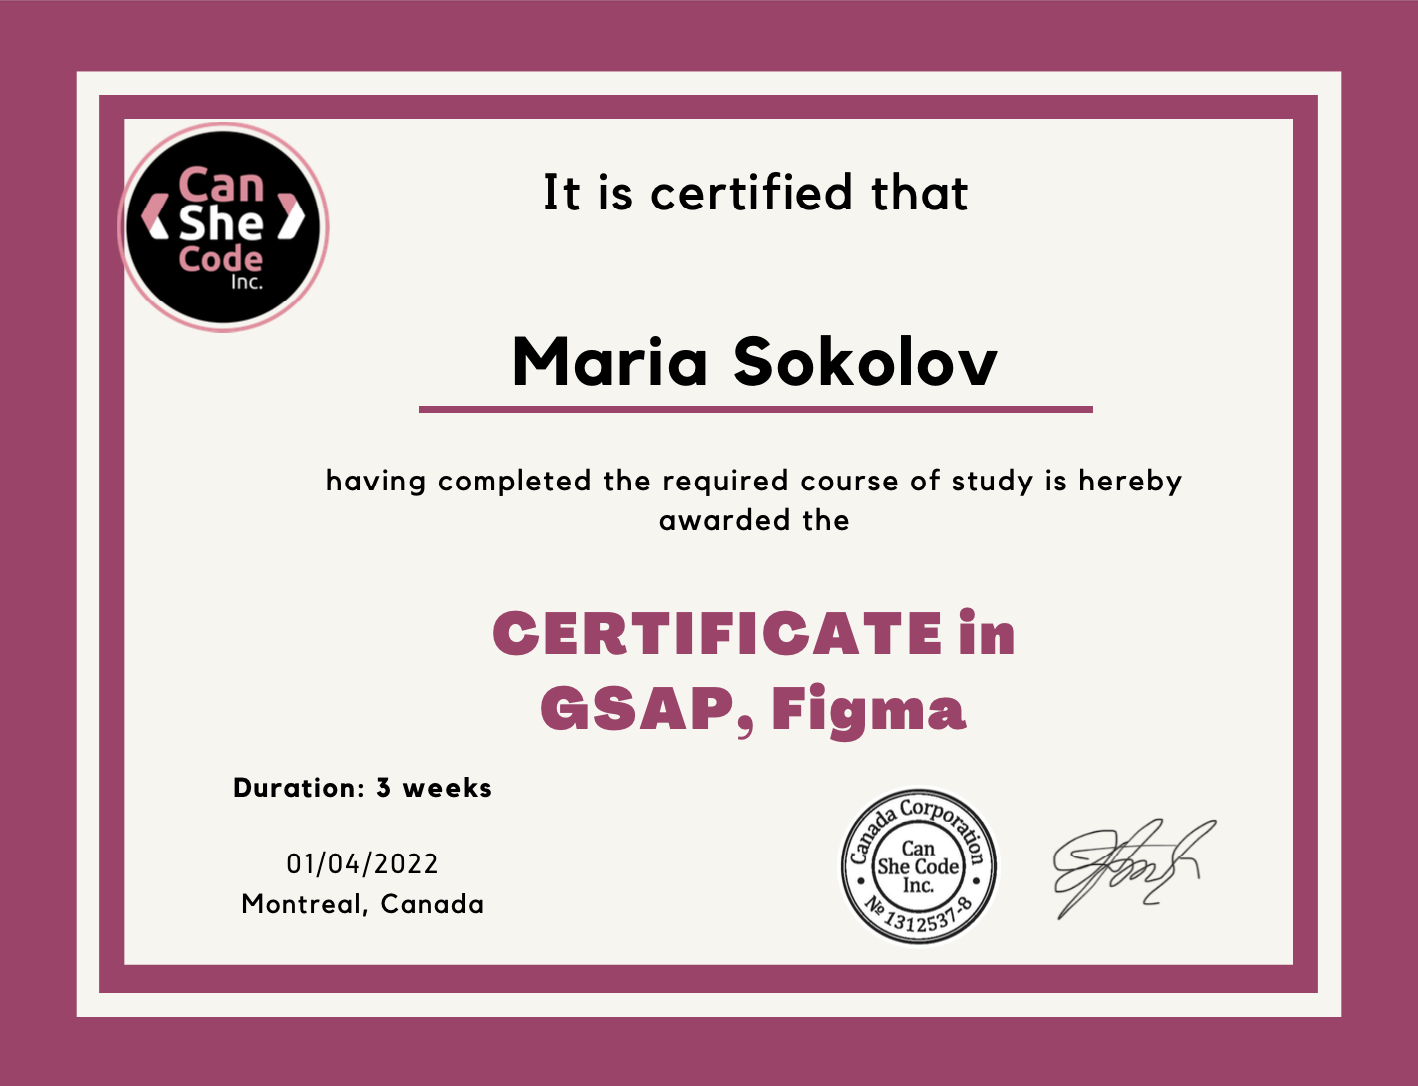 Can
She
Code
Inc.
It is certified that
Maria Sokolov
having completed the required course of study is hereby
awarded the
CERTIFICATE in
GSAP, Figma
Duration: 3 weeks
01/04/2022
Montreal, Canada
Canada Corporation
Can
She Code
Inc.
№ 1312537-8